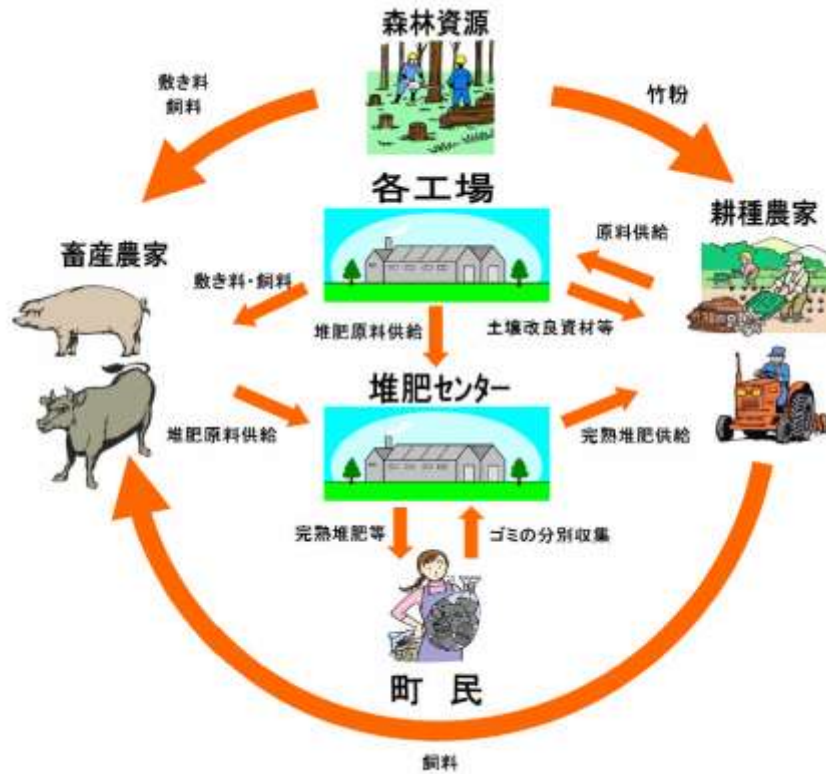 森林資源
敷き料
飼料
竹粉
各工場
耕種農家
畜産農家
原料供給
敷き料・飼料
堆肥原料供給
土壌改良資材等
堆肥センター
堆肥原料供給
完熟堆肥供給
完熟堆肥等
ゴミの分別収集
町民
飼料